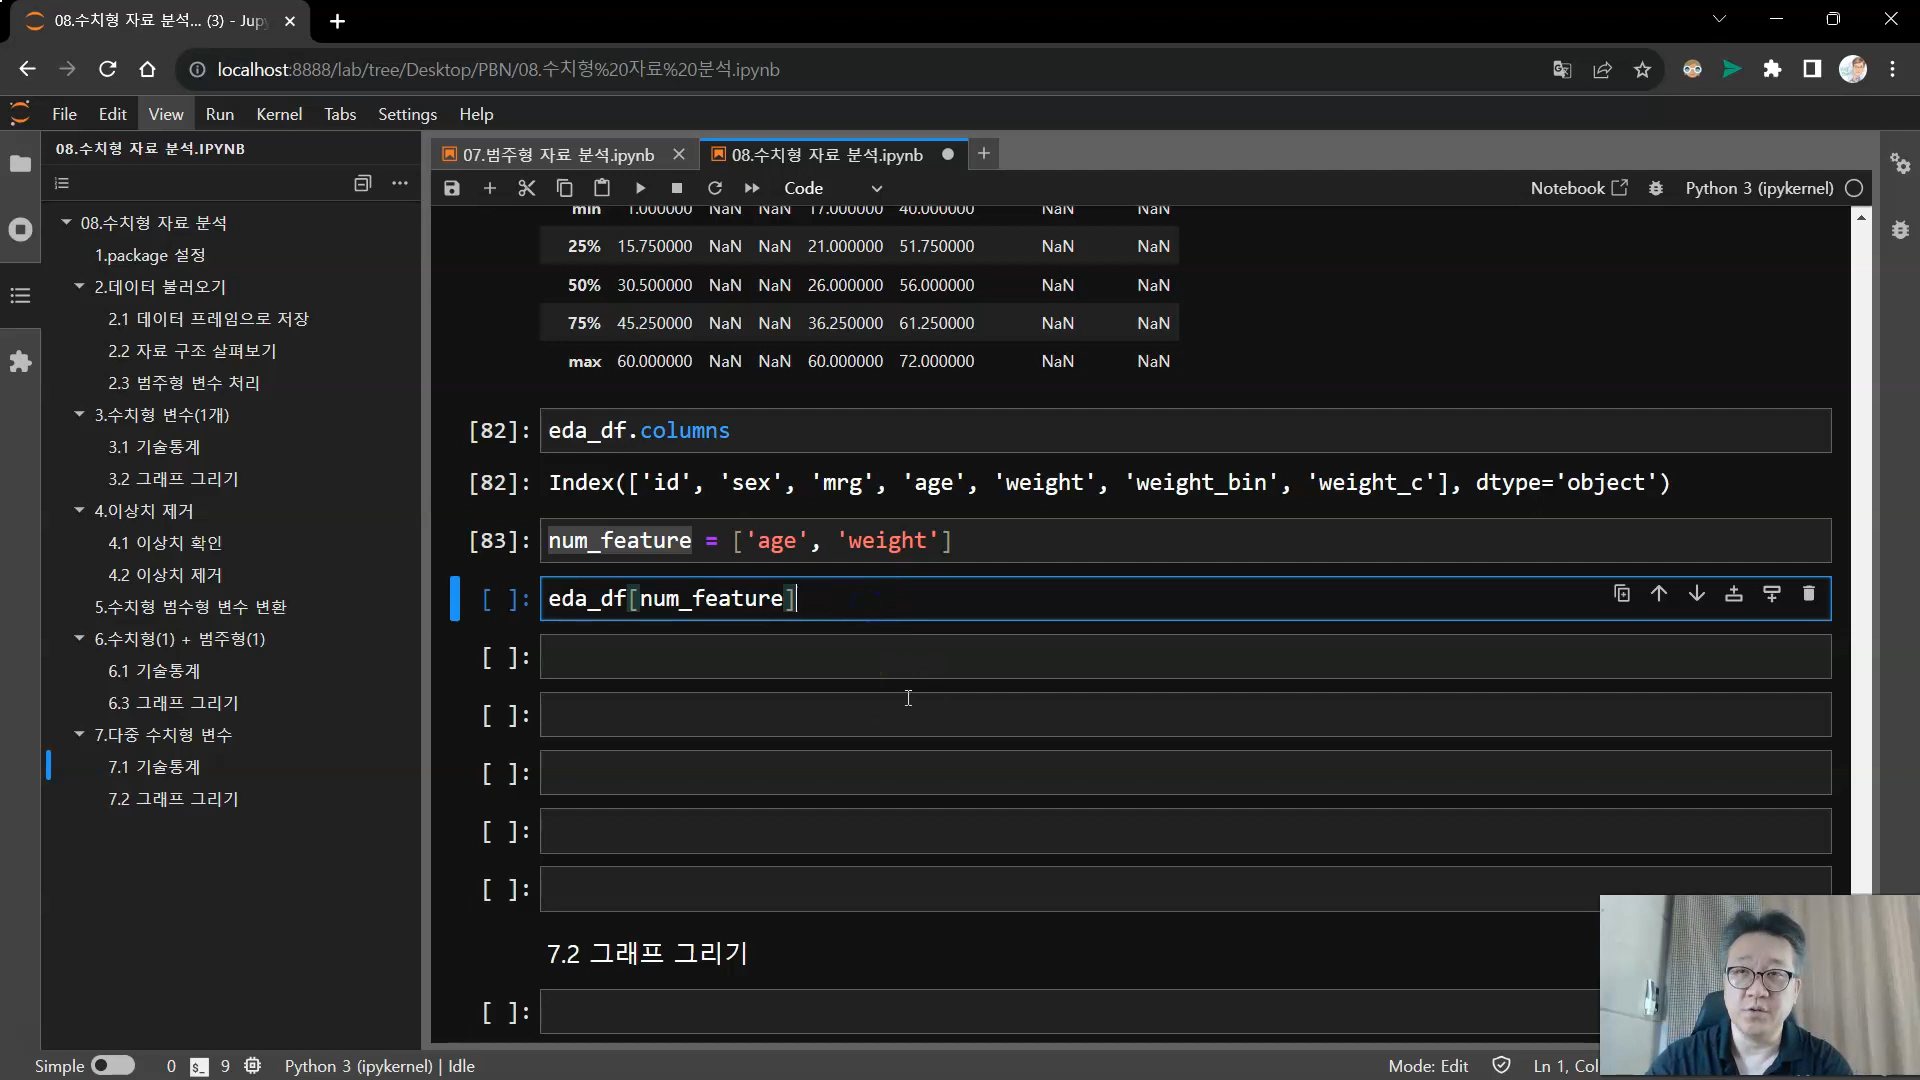 08.수치형 자료 분석... (3) - Jupy
localhost:8888/lab/tree/Desktop/PBN/08.수치형%20자료%20분석.ipynb
File Edit View Run Kernel Tabs Settings Help
08.수치형 자료 분석.IPYNB
08.수치형 자료 분석
1.package 설정
2.데이터 불러오기
2.1 데이터 프레임으로 저장
2.2 자료 구조 살펴보기
2.3 범주형 변수 처리
3.수치형 변수(1개)
3.1 기술통계
3.2 그래프 그리기
4.이상치 제거
4.1 이상치 확인
4.2 이상치 제거
5.수치형 범수형 변수 변환
6.수치형(1) + 범주형(1)
6.1 기술통계
6.3 그래프 그리기
7.다중 수치형 변수
7.1 기술통계
7.2 그래프 그리기
07.범주형 자료 분석.ipynb
08.수치형 자료 분석.ipynb
Code
Notebook
Python 3 (ipykernel)
min 1.000000 NaN NaN 17.000000 40.000000 NaN NaN
25% 15.750000 NaN NaN 21.000000 51.750000 NaN NaN
50% 30.500000 NaN NaN 26.000000 56.000000 NaN NaN
75% 45.250000 NaN NaN 36.250000 61.250000 NaN NaN
max 60.000000 NaN NaN 60.000000 72.000000 NaN NaN
[82]: eda_df.columns
[82]: Index(['id', 'sex', 'mrg', 'age', 'weight', 'weight_bin', 'weight_c'], dtype='object')
[83]: num_feature = ['age', 'weight']
[ ]: eda_df[num_feature]
[ ]:
[ ]:
[ ]:
[ ]:
[ ]:
7.2 그래프 그리기
[ ]:
Simple 0 $_ 9 Python 3 (ipykernel) | Idle
Mode: Edit
Ln 1, Col